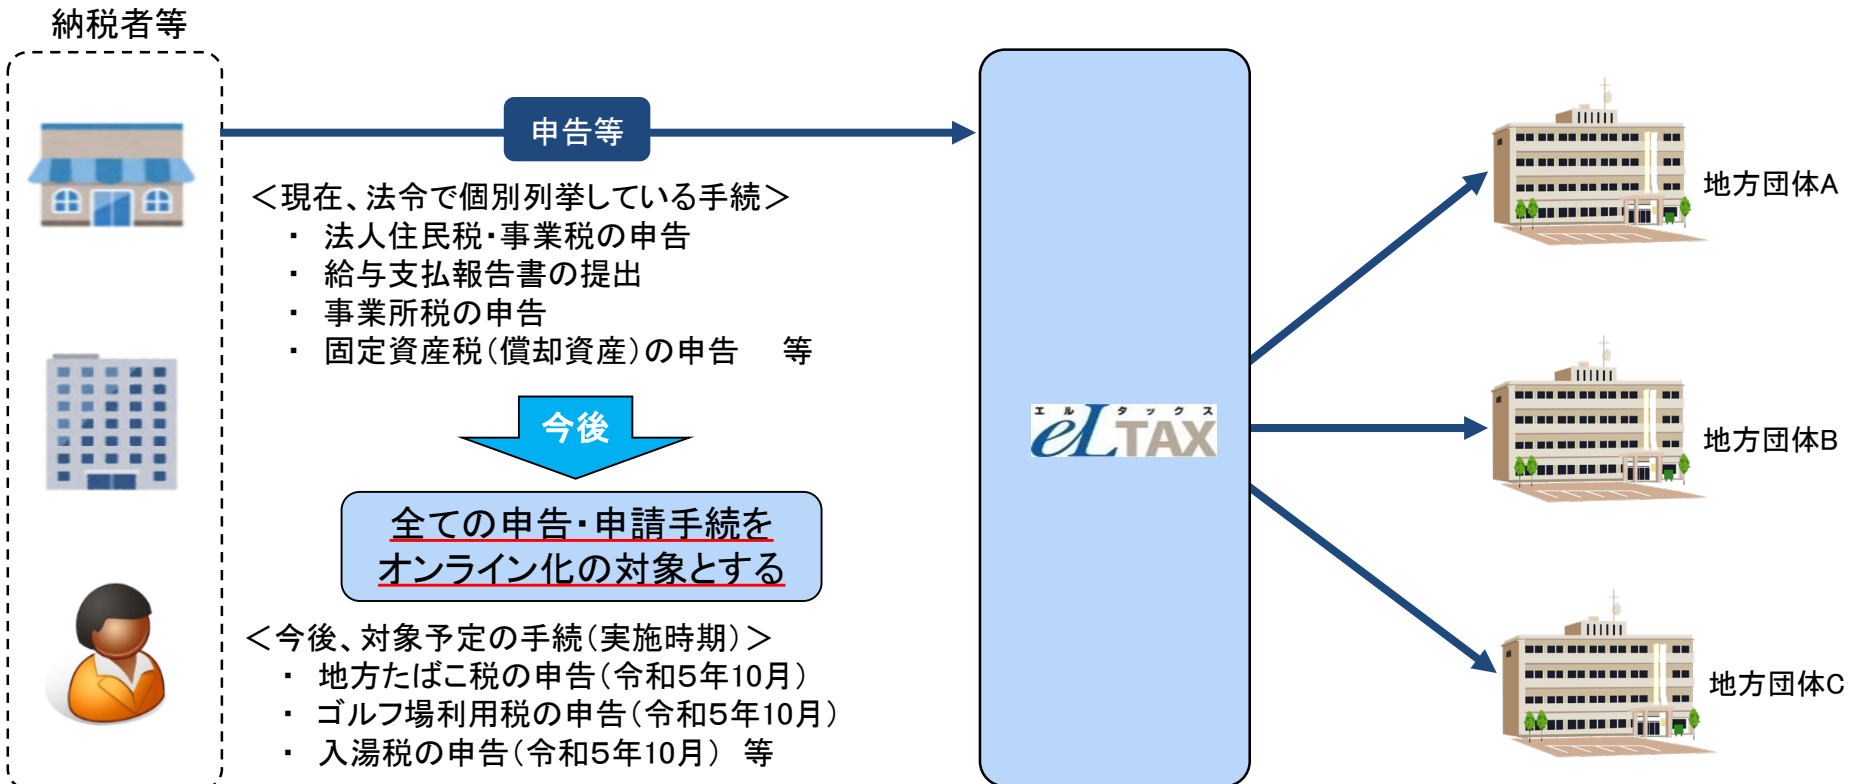 納税者等
申告等
＜現在、法令で個別列挙している手続＞
・ 法人住民税・事業税の申告
・ 給与支払報告書の提出
・ 事業所税の申告
・ 固定資産税(償却資産)の申告　等
今後
全ての申告・申請手続を
オンライン化の対象とする
＜今後、対象予定の手続(実施時期)＞
・ 地方たばこ税の申告(令和5年10月)
・ ゴルフ場利用税の申告(令和5年10月)
・ 入湯税の申告(令和5年10月) 等
エルタックス
eLTAX
地方団体A
地方団体B
地方団体C